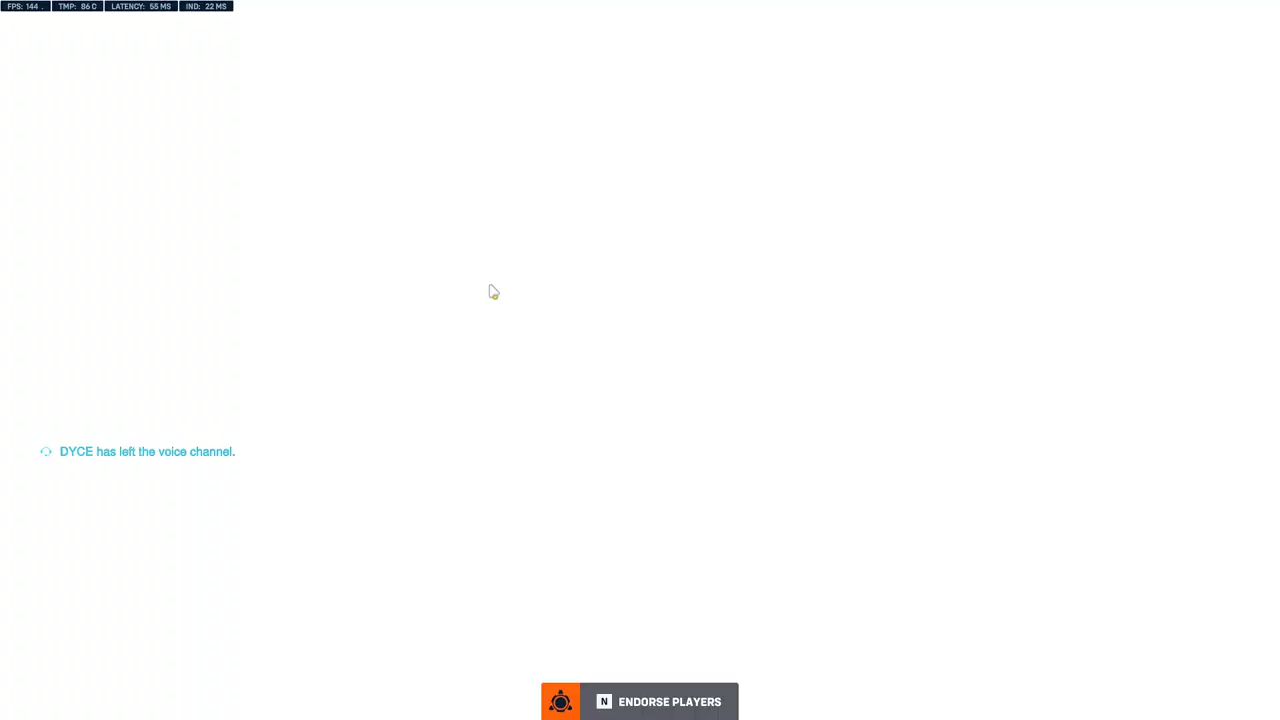 FPS: 144 . TMP: 86 C LATENCY: 55 MS IND: 22 MS
DYCE has left the voice channel.
N ENDORSE PLAYERS